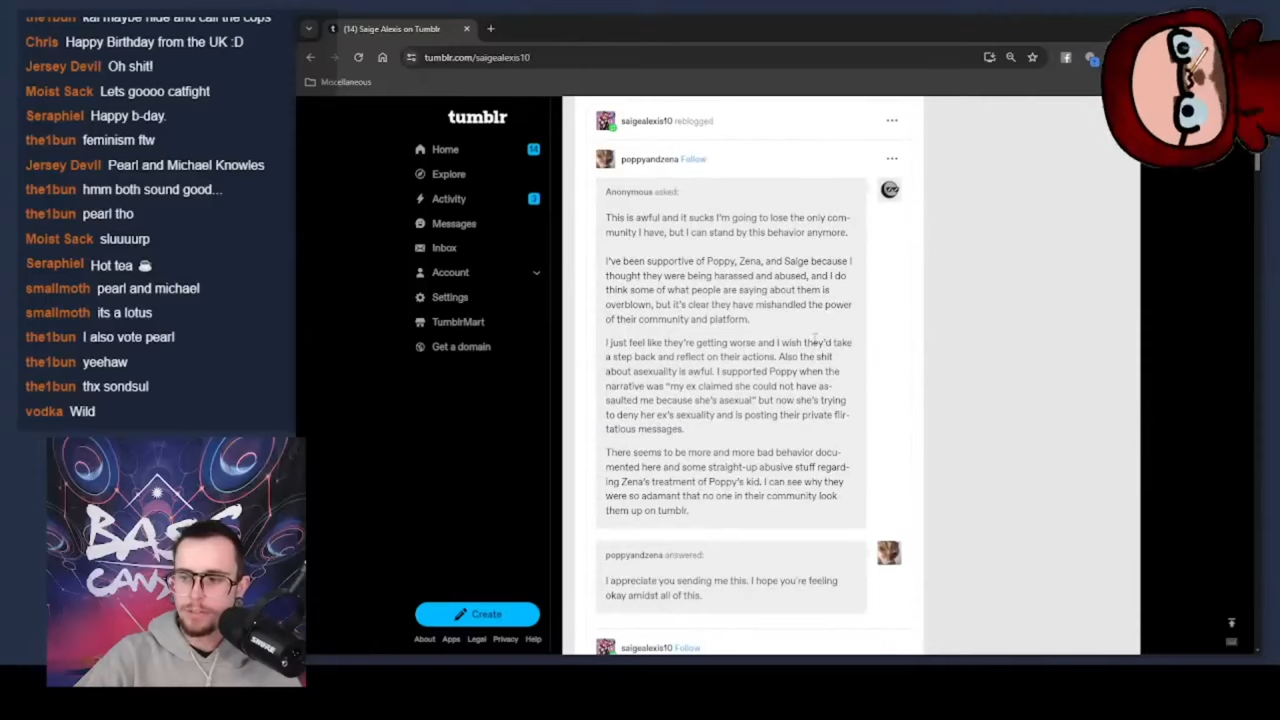 the1bun kai maybe hide and call the cops
Chris Happy Birthday from the UK :D
Jersey Devil Oh shit!
Moist Sack Lets goooo catfight
Seraphiel Happy b-day.
the1bun feminism ftw
Jersey Devil Pearl and Michael Knowles
the1bun hmm both sound good...
the1bun pearl tho
Moist Sack sluuuurp
Seraphiel Hot tea ☕
smallmoth pearl and michael
smallmoth its a lotus
the1bun I also vote pearl
the1bun yeehaw
the1bun thx sondsul
vodka Wild
(14) Saige Alexis on Tumblr
tumblr.com/saigealexis10
Miscellaneous
tumblr
Home 14
Explore
Activity 3
Messages
Inbox
Account
Settings
TumblrMart
Get a domain
Create
About Apps Legal Privacy Help
saigealexis10 reblogged
poppyandzena Follow
Anonymous asked:
This is awful and it sucks I'm going to lose the only com-
munity I have, but I can stand by this behavior anymore.
I've been supportive of Poppy, Zena, and Saige because I
thought they were being harassed and abused, and I do
think some of what people are saying about them is
overblown, but it's clear they have mishandled the power
of their community and platform.
I just feel like they're getting worse and I wish they'd take
a step back and reflect on their actions. Also the shit
about asexuality is awful. I supported Poppy when the
narrative was "my ex claimed she could not have as-
saulted me because she's asexual" but now she's trying
to deny her ex's sexuality and is posting their private flir-
tatious messages.
There seems to be more and more bad behavior docu-
mented here and some straight-up abusive stuff regard-
ing Zena's treatment of Poppy's kid. I can see why they
were so adamant that no one in their community look
them up on tumblr.
poppyandzena answered:
I appreciate you sending me this. I hope you're feeling
okay amidst all of this.
saigealexis10 Follow
BASS
CAN
SHURE